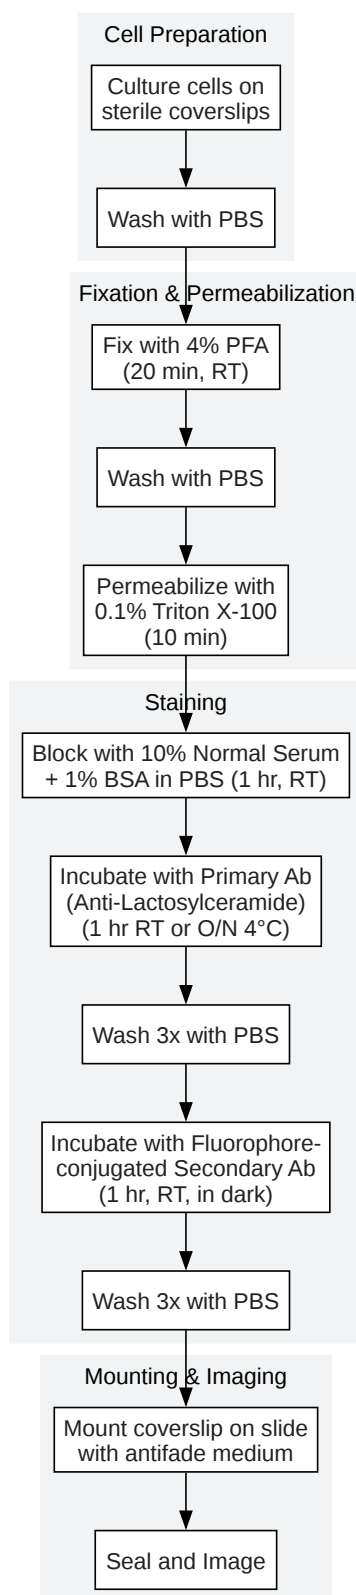 Cell Preparation
Culture cells on
sterile coverslips
Wash with PBS
Fixation & Permeabilization
Fix with 4% PFA
(20 min, RT)
Wash with PBS
Permeabilize with
0.1% Triton X-100
(10 min)
Staining
Block with 10% Normal Serum
+ 1% BSA in PBS (1 hr, RT)
Incubate with Primary Ab
(Anti-Lactosylceramide)
(1 hr RT or O/N 4°C)
Wash 3x with PBS
Incubate with Fluorophore-
conjugated Secondary Ab
(1 hr, RT, in dark)
Wash 3x with PBS
Mounting & Imaging
Mount coverslip on slide
with antifade medium
Seal and Image